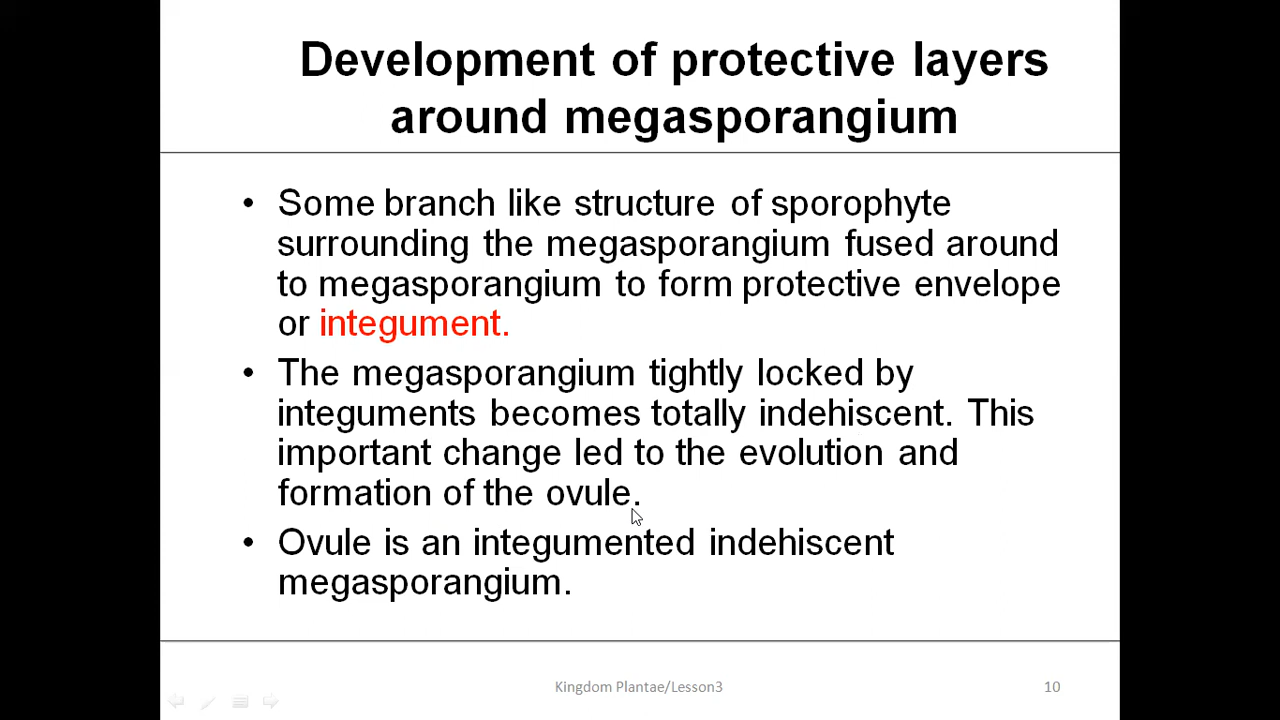 Development of protective layers
around megasporangium
• Some branch like structure of sporophyte
surrounding the megasporangium fused around
to megasporangium to form protective envelope
or integument.
• The megasporangium tightly locked by
integuments becomes totally indehiscent. This
important change led to the evolution and
formation of the ovule.
• Ovule is an integumented indehiscent
megasporangium.
Kingdom Plantae/Lesson3 10